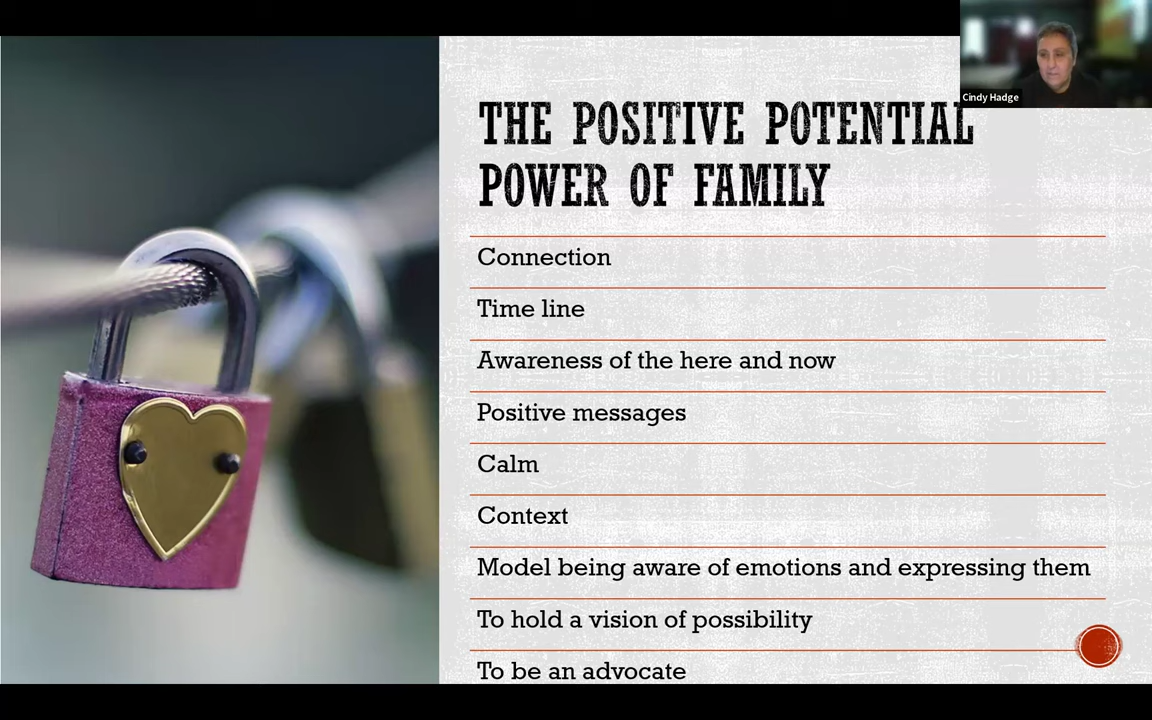 Cindy Hadge
THE POSITIVE POTENTIAL
POWER OF FAMILY
Connection
Time line
Awareness of the here and now
Positive messages
Calm
Context
Model being aware of emotions and expressing them
To hold a vision of possibility
To be an advocate